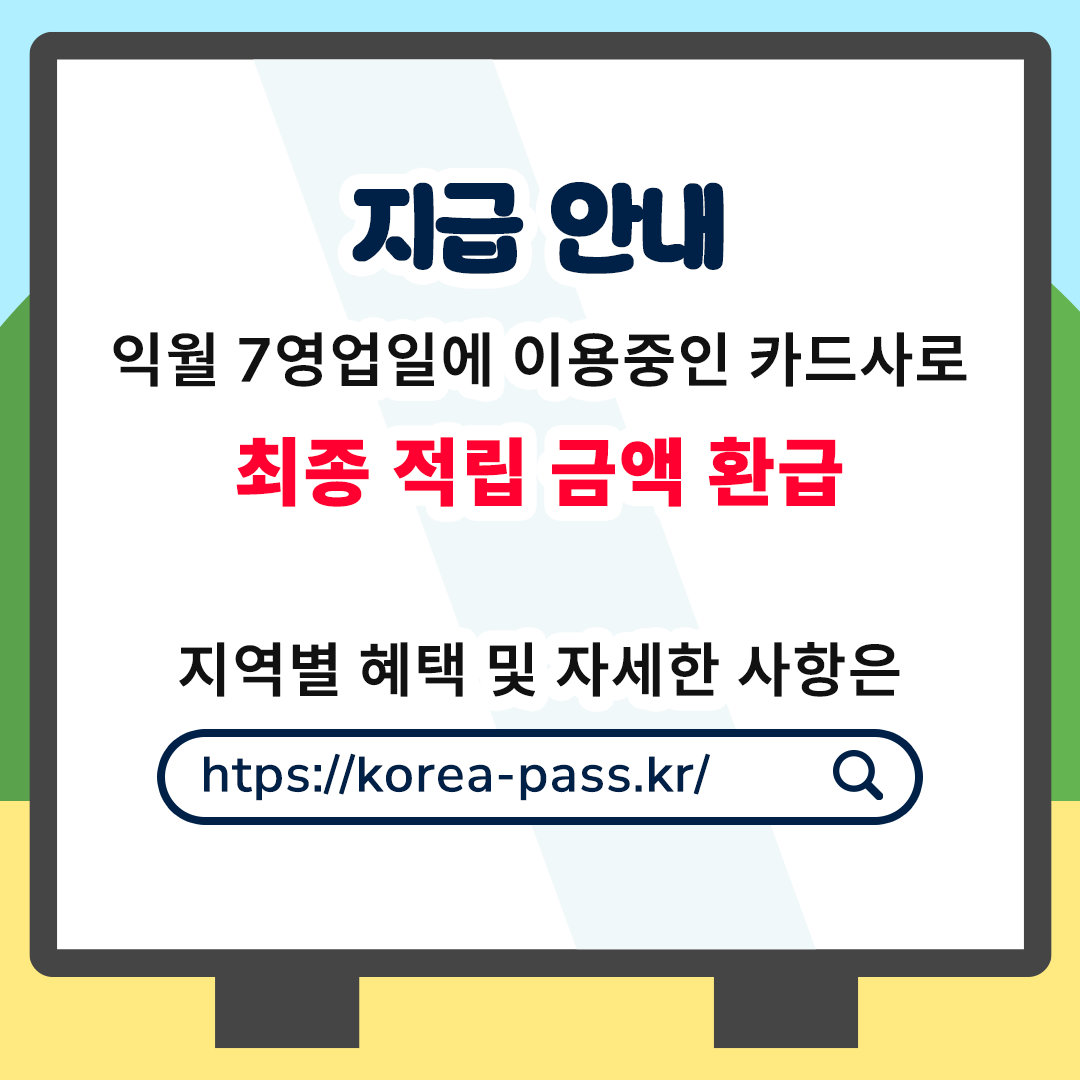 지급 안내
익월 7영업일에 이용중인 카드사로
최종 적립 금액 환급
지역별 혜택 및 자세한 사항은
htps://korea-pass.kr/